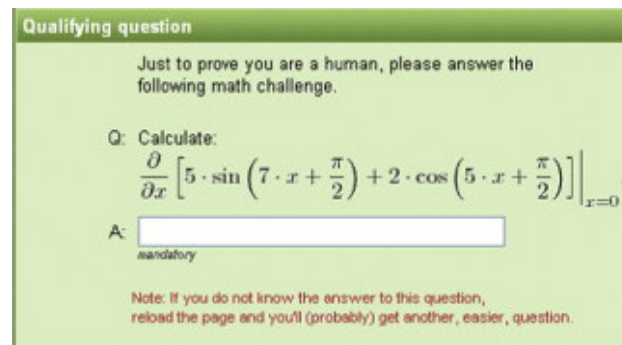 Qualifying question
Just to prove you are a human, please answer the
following math challenge.
Q: Calculate:
∂/∂x [5 · sin (7 · x + π/2) + 2 · cos (5 · x + π/2)] |x=0
A:
mandatory
Note: If you do not know the answer to this question,
reload the page and you'll (probably) get another, easier, question.